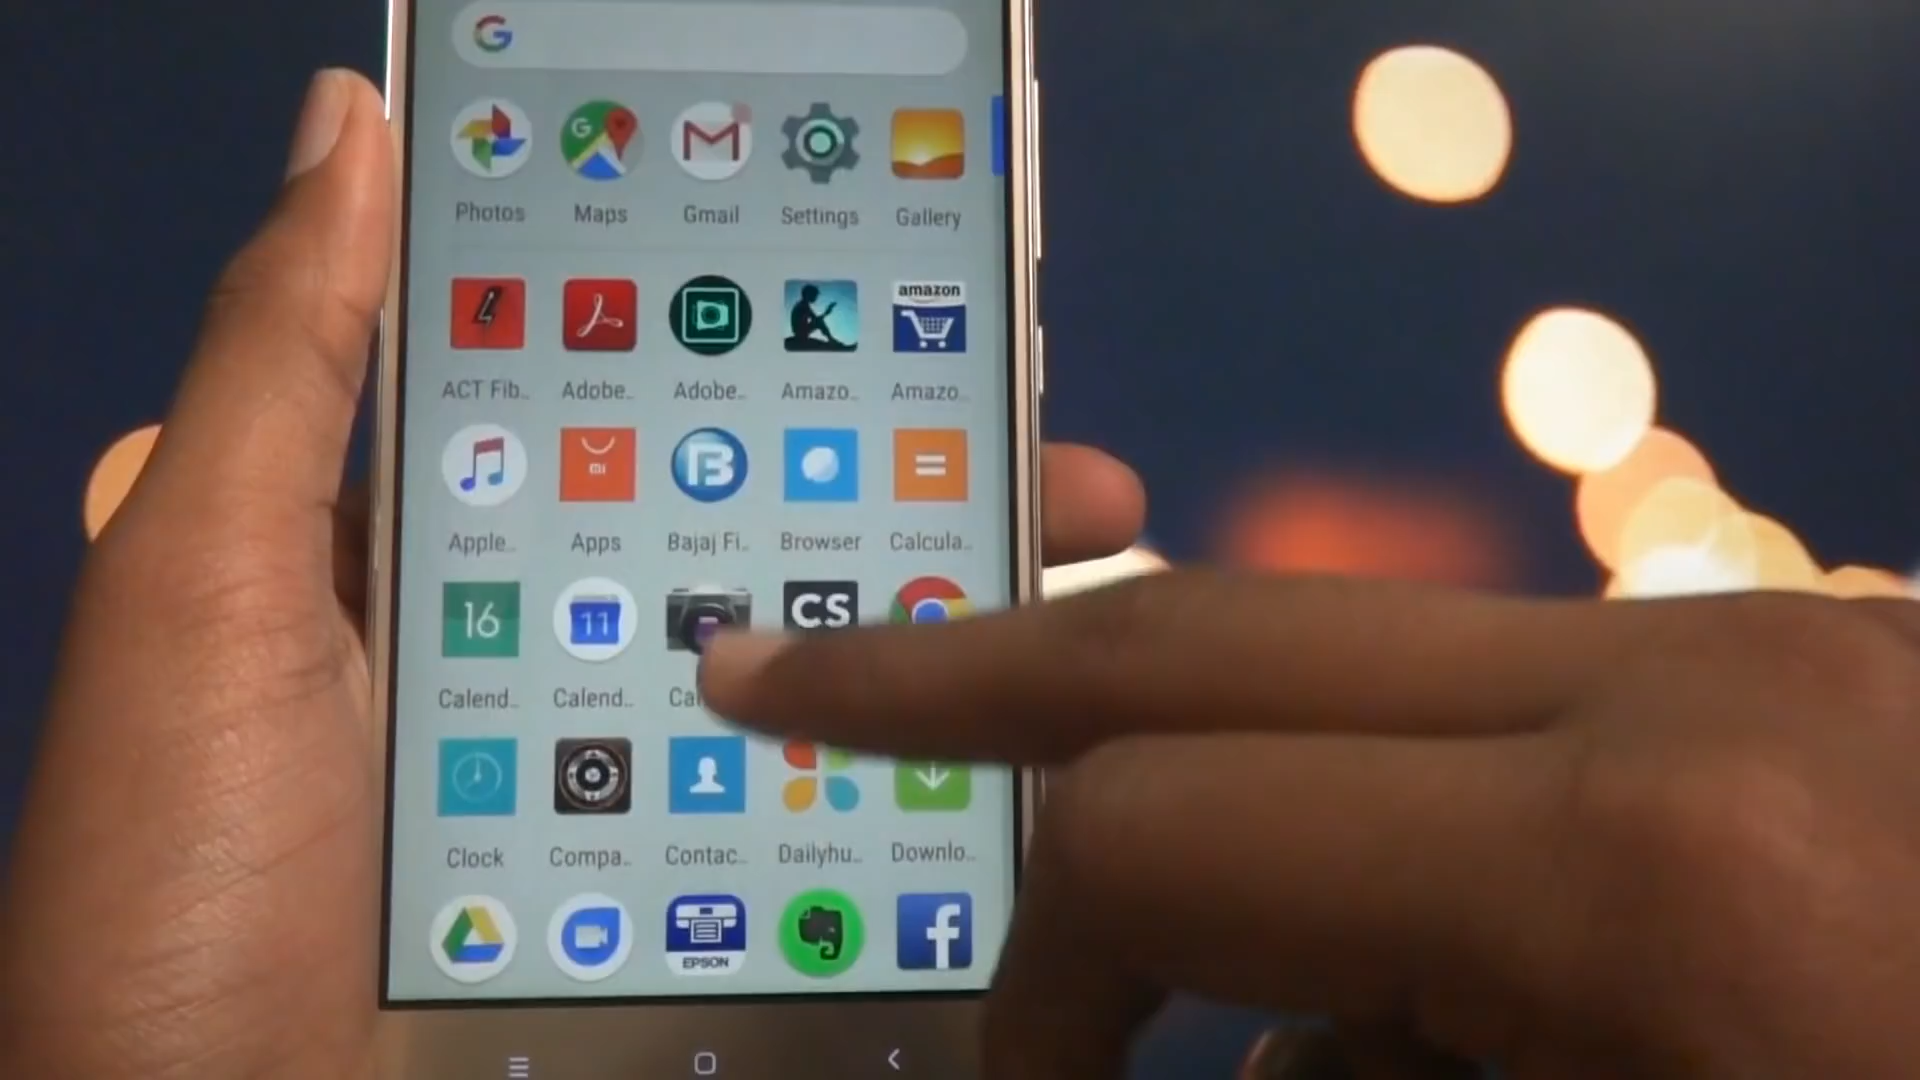 G
Photos Maps Gmail Settings Gallery
amazon
ACT Fib.. Adobe.. Adobe.. Amazo.. Amazo..
mi
Apple.. Apps Bajaj Fi.. Browser Calcula..
16 11 CS
Calend.. Calend..
Clock Compa.. Contac.. Dailyhu.. Downlo..
EPSON